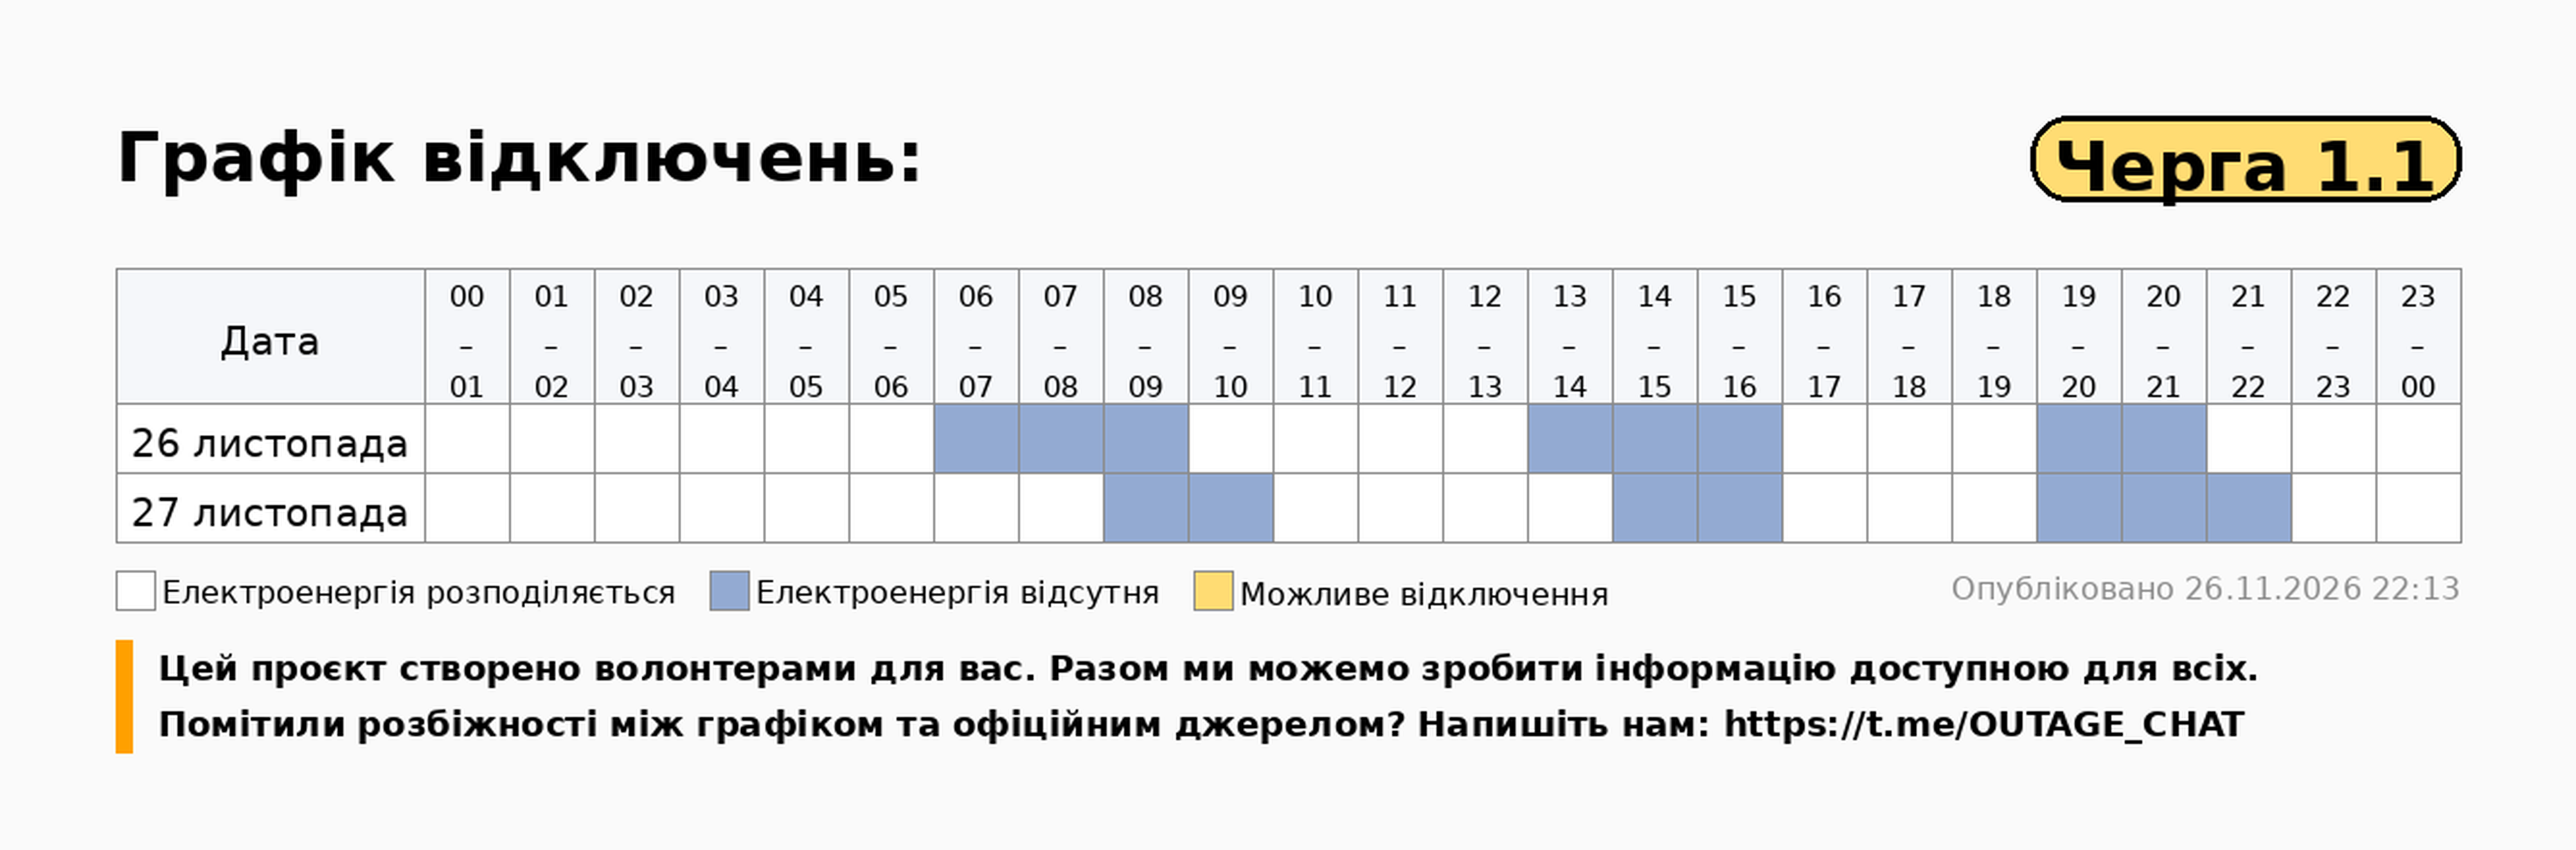 Графік відключень:
Черга 1.1
Дата 00 – 01 01 – 02 02 – 03 03 – 04 04 – 05 05 – 06 06 – 07 07 – 08 08 – 09 09 – 10 10 – 11 11 – 12 12 – 13 13 – 14 14 – 15 15 – 16 16 – 17 17 – 18 18 – 19 19 – 20 20 – 21 21 – 22 22 – 23 23 – 00
26 листопада
27 листопада
Електроенергія розподіляється Електроенергія відсутня Можливе відключення
Опубліковано 26.11.2026 22:13
Цей проєкт створено волонтерами для вас. Разом ми можемо зробити інформацію доступною для всіх.
Помітили розбіжності між графіком та офіційним джерелом? Напишіть нам: https://t.me/OUTAGE_CHAT